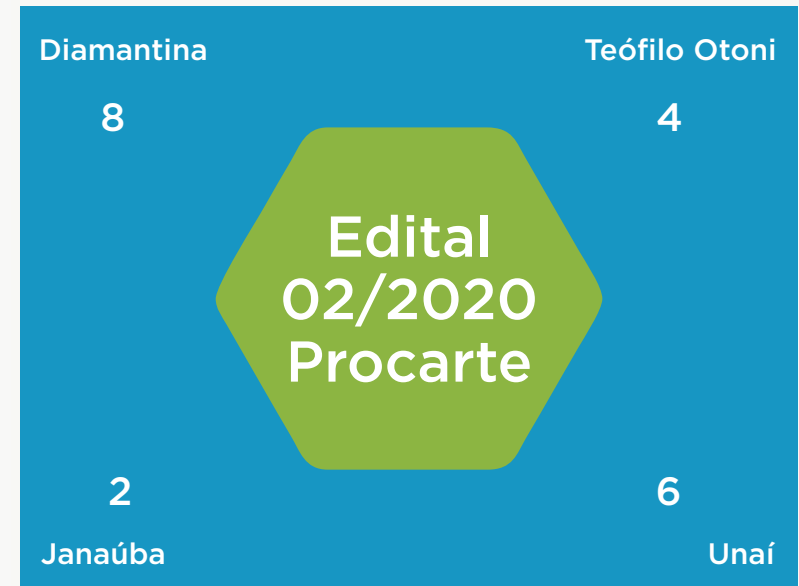 Diamantina
Teófilo Otoni
8
4
Edital
02/2020
Procarte
2
6
Janaúba
Unaí